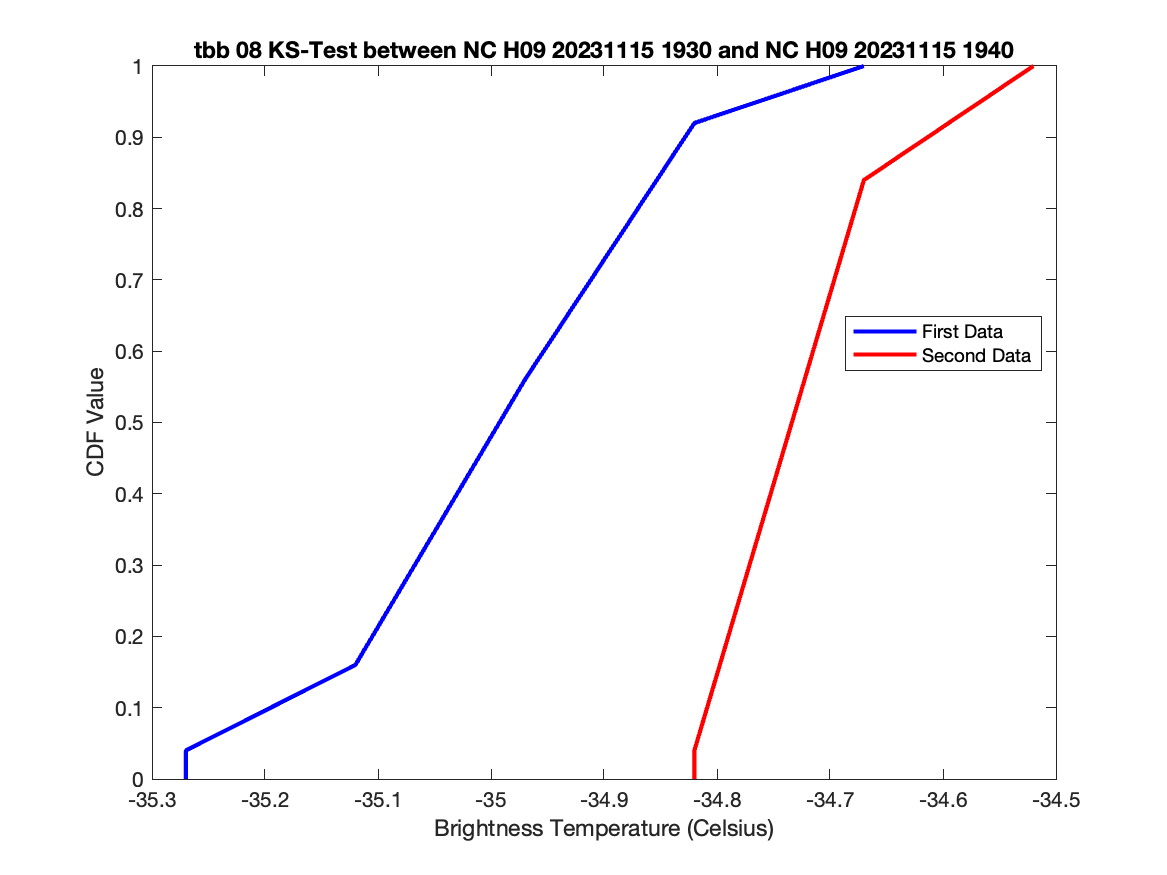 tbb 08 KS-Test between NC H09 20231115 1930 and NC H09 20231115 1940
1
0.9
0.8
0.7
0.6
0.5
0.4
0.3
0.2
0.1
0
CDF Value
First Data
Second Data
-35.3 -35.2 -35.1 -35 -34.9 -34.8 -34.7 -34.6 -34.5
Brightness Temperature (Celsius)